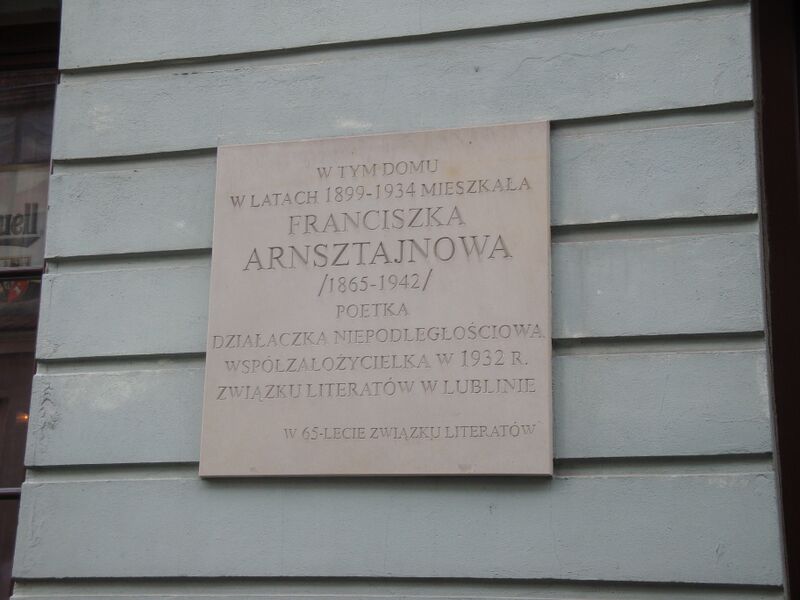 W TYM DOMU
W LATACH 1899-1934 MIESZKAŁA
FRANCISZKA
ARNSZTAJNOWA
/1865-1942/
POETKA
DZIAŁACZKA NIEPODLEGŁOŚCIOWA
WSPÓŁZAŁOŻYCIELKA W 1932 R.
ZWIĄZKU LITERATÓW W LUBLINIE
W 65-LECIE ZWIĄZKU LITERATÓW